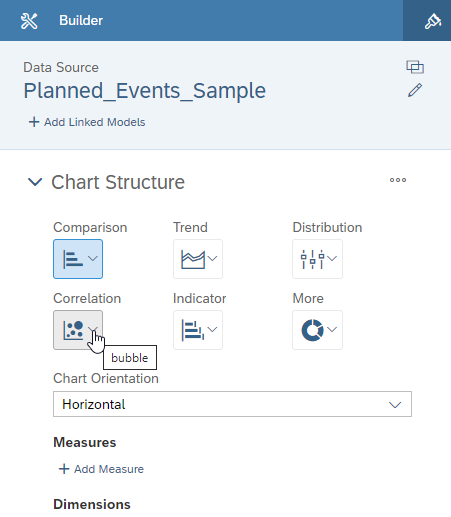 Builder
Data Source
Planned_Events_Sample
+ Add Linked Models
Chart Structure
Comparison Trend Distribution
Correlation Indicator More
bubble
Chart Orientation
Horizontal
Measures
+ Add Measure
Dimensions